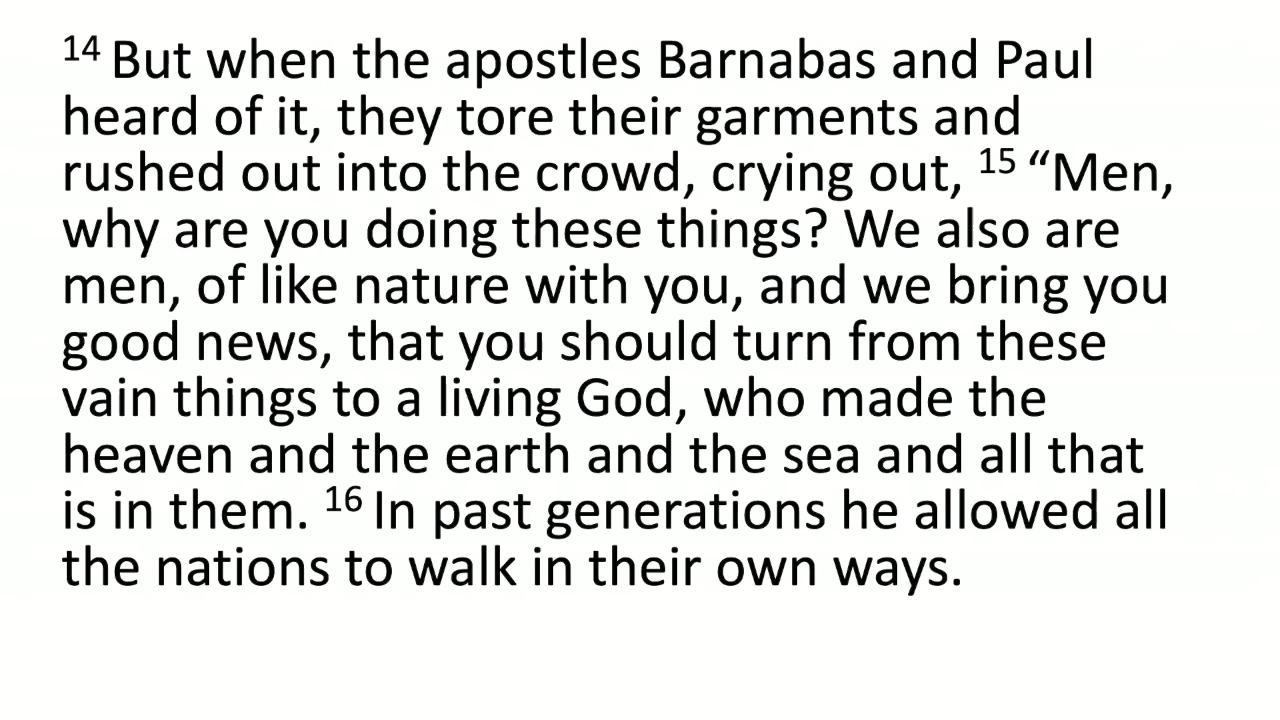 14 But when the apostles Barnabas and Paul
heard of it, they tore their garments and
rushed out into the crowd, crying out, 15 “Men,
why are you doing these things? We also are
men, of like nature with you, and we bring you
good news, that you should turn from these
vain things to a living God, who made the
heaven and the earth and the sea and all that
is in them. 16 In past generations he allowed all
the nations to walk in their own ways.